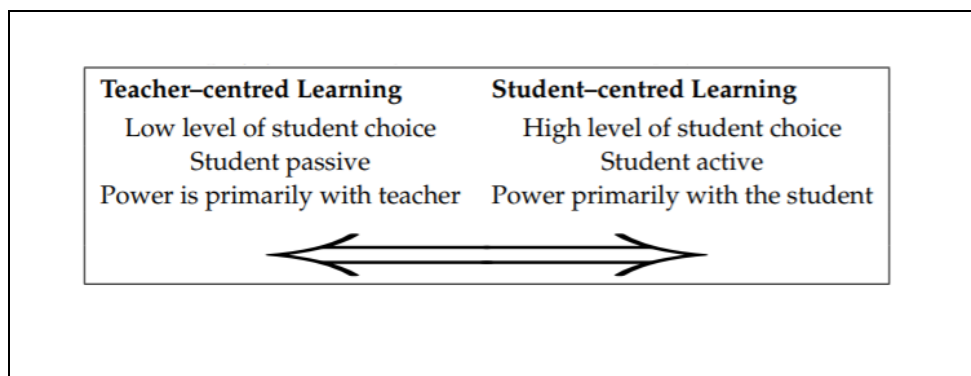 Teacher–centred Learning Student–centred Learning
Low level of student choice High level of student choice
Student passive Student active
Power is primarily with teacher Power primarily with the student